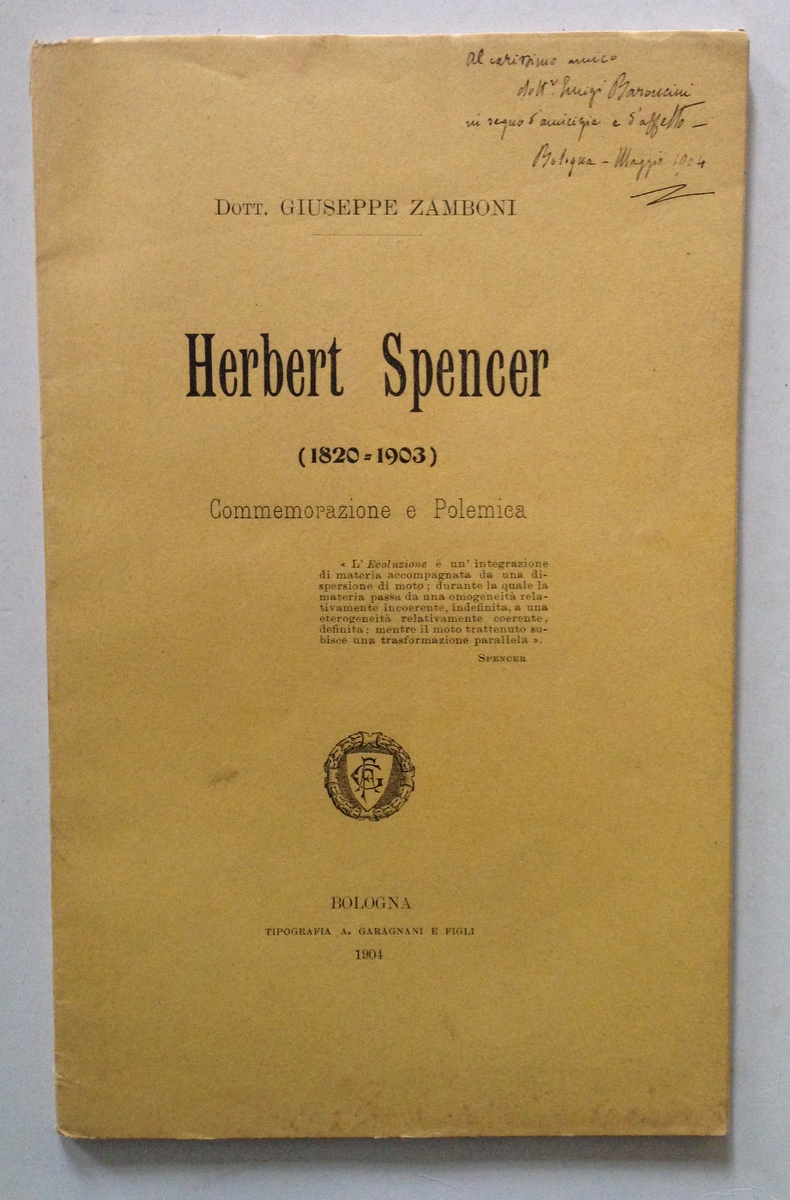 Al carissimo amico
dott.r Luigi Baroncini
in segno d'amicizia e d'affetto —
Bologna — Maggio 1904
Dott. GIUSEPPE ZAMBONI
Herbert Spencer
(1820=1903)
Commemorazione e Polemica
« L' Evoluzione è un' integrazione
di materia accompagnata da una di-
spersione di moto; durante la quale la
materia passa da una omogeneità rela-
tivamente incoerente, indefinita, a una
eterogeneità relativamente coerente,
definita; mentre il moto trattenuto su-
bisce una trasformazione parallela ».
Spencer
BOLOGNA
TIPOGRAFIA A. GARAGNANI E FIGLI
1904